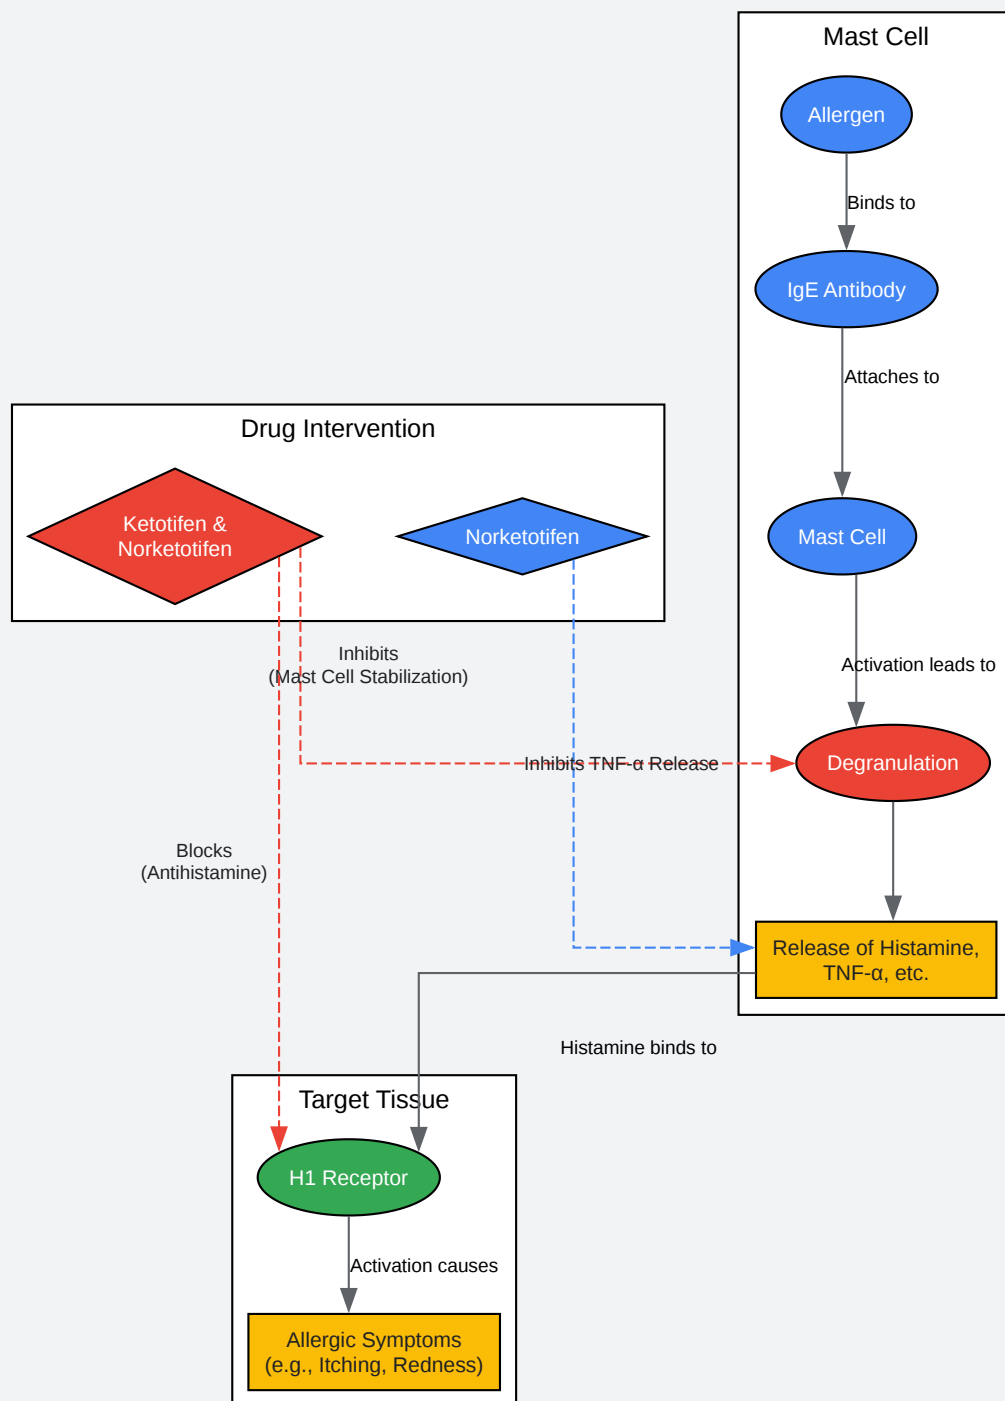 Mast Cell
Allergen
Binds to
IgE Antibody
Attaches to
Drug Intervention
Ketotifen &
Norketotifen
Norketotifen
Mast Cell
Inhibits
(Mast Cell Stabilization)
Activation leads to
Inhibits TNF-α Release
Degranulation
Blocks
(Antihistamine)
Release of Histamine,
TNF-α, etc.
Histamine binds to
Target Tissue
H1 Receptor
Activation causes
Allergic Symptoms
(e.g., Itching, Redness)